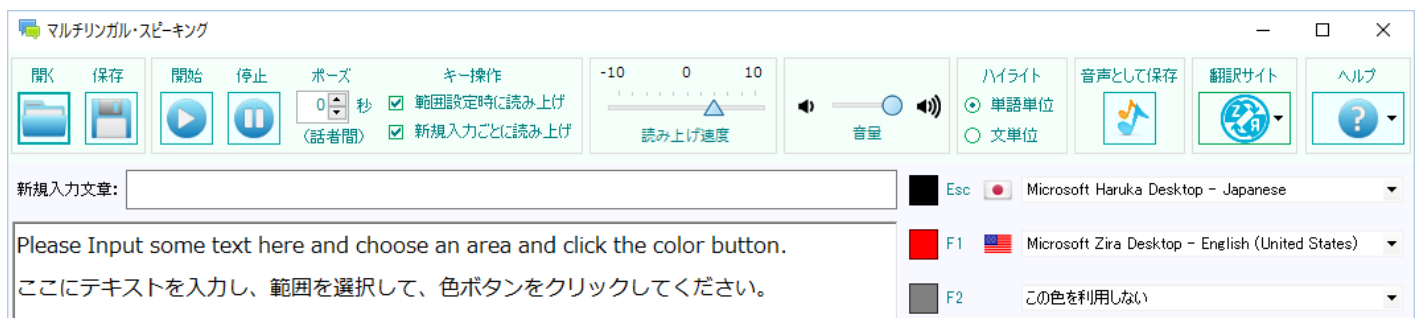 マルチリンガル・スピーキング
開く 保存 開始 停止 ポーズ キー操作 -10 0 10 ハイライト 音声として保存 翻訳サイト ヘルプ
0 秒 範囲設定時に読み上げ 単語単位
(話者間) 新規入力ごとに読み上げ 読み上げ速度 音量 文単位
新規入力文章: Esc Microsoft Haruka Desktop - Japanese
Please Input some text here and choose an area and click the color button. F1 Microsoft Zira Desktop - English (United States)
ここにテキストを入力し、範囲を選択して、色ボタンをクリックしてください。 F2 この色を利用しない